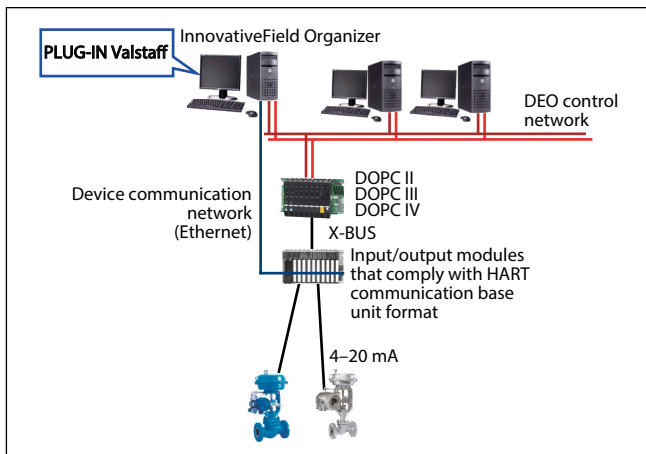 InnovativeField Organizer
PLUG-IN Valstaff
DEO control
network
DOPC II
DOPC III
DOPC IV
Device communication
network
(Ethernet)
X-BUS
Input/output modules
that comply with HART
communication base
unit format
4–20 mA